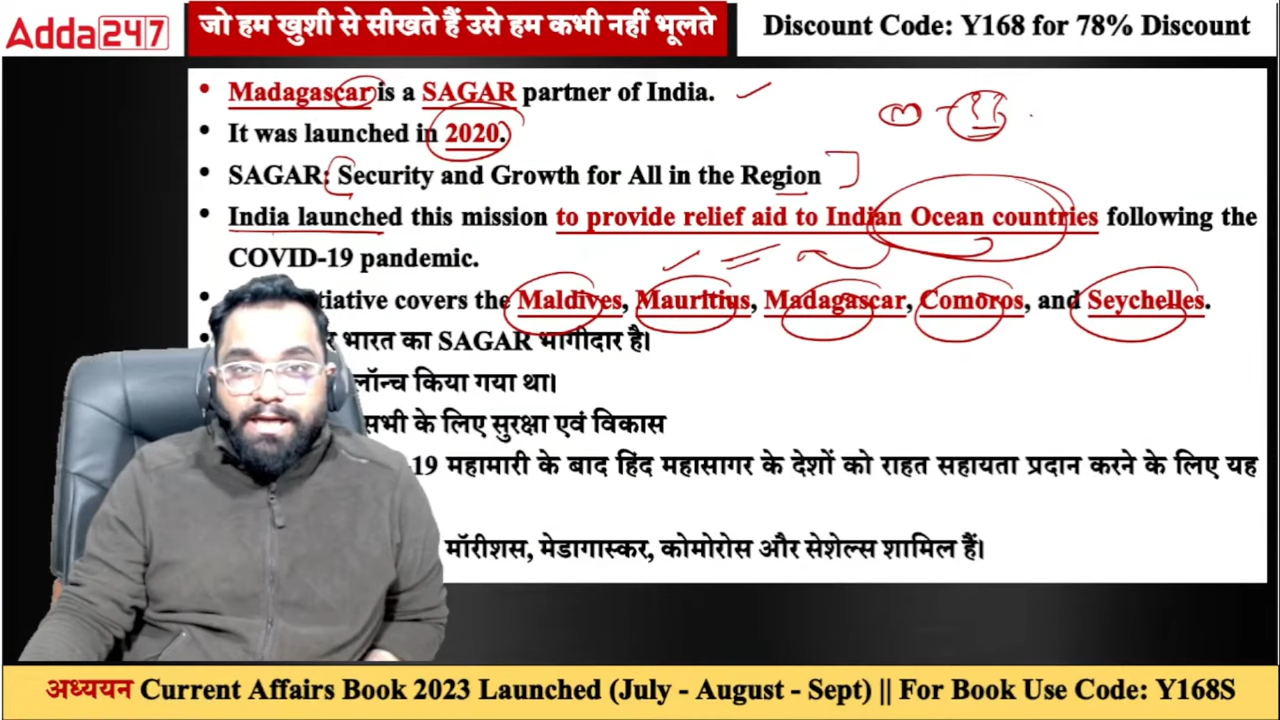 Adda247
जो हम खुशी से सीखते हैं उसे हम कभी नहीं भूलते
Discount Code: Y168 for 78% Discount
• Madagascar is a SAGAR partner of India.
• It was launched in 2020.
• SAGAR: Security and Growth for All in the Region
• India launched this mission to provide relief aid to Indian Ocean countries following the
COVID-19 pandemic.
• tiative covers the Maldives, Mauritius, Madagascar, Comoros, and Seychelles.
• र भारत का SAGAR भागीदार है।
लॉन्च किया गया था।
सभी के लिए सुरक्षा एवं विकास
-19 महामारी के बाद हिंद महासागर के देशों को राहत सहायता प्रदान करने के लिए यह
मॉरीशस, मेडागास्कर, कोमोरोस और सेशेल्स शामिल हैं।
अध्ययन Current Affairs Book 2023 Launched (July - August - Sept) || For Book Use Code: Y168S